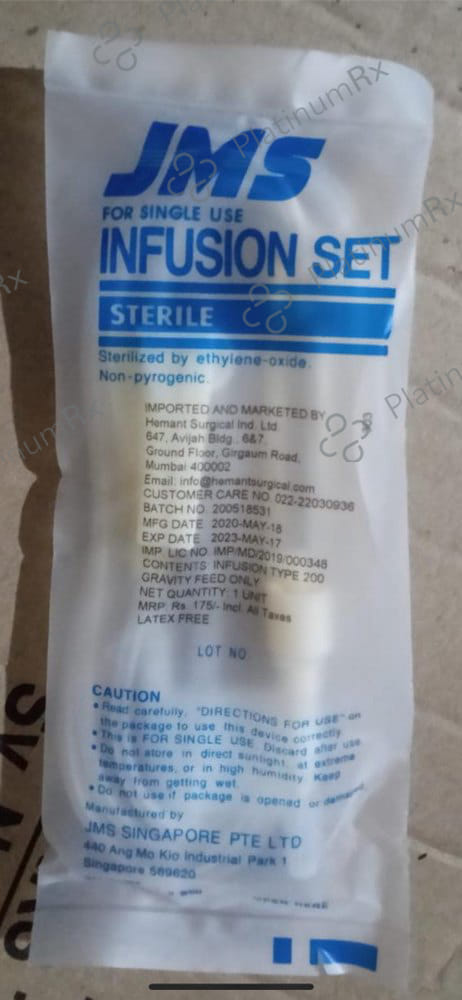 JMS
FOR SINGLE USE
INFUSION SET
STERILE
Sterilized by ethylene-oxide.
Non-pyrogenic.
IMPORTED AND MARKETED BY
Hemant Surgical Ind. Ltd
647, Avijah Bldg., 6&7,
Ground Floor, Girgaum Road,
Mumbai 400002
Email: info@hemantsurgical.com
CUSTOMER CARE NO. 022-22030936
BATCH NO. 200518531
MFG DATE 2020-MAY-18
EXP DATE 2023-MAY-17
IMP. LIC NO. IMP/MD/2019/000348
CONTENTS: INFUSION TYPE 200
GRAVITY FEED ONLY
NET QUANTITY: 1 UNIT
MRP: Rs. 175/- Incl. All Taxes
LATEX FREE
LOT NO
CAUTION
• Read carefully, "DIRECTIONS FOR USE" on
the package to use this device correctly.
• This is FOR SINGLE USE. Discard after use.
• Do not store in direct sunlight, at extreme
temperatures, or in high humidity. Keep
away from getting wet.
• Do not use if package is opened or damaged.
Manufactured by
JMS SINGAPORE PTE LTD
440 Ang Mo Kio Industrial Park 1
Singapore 569620
OPEN HERE
PlatinumRx
PlatinumRx